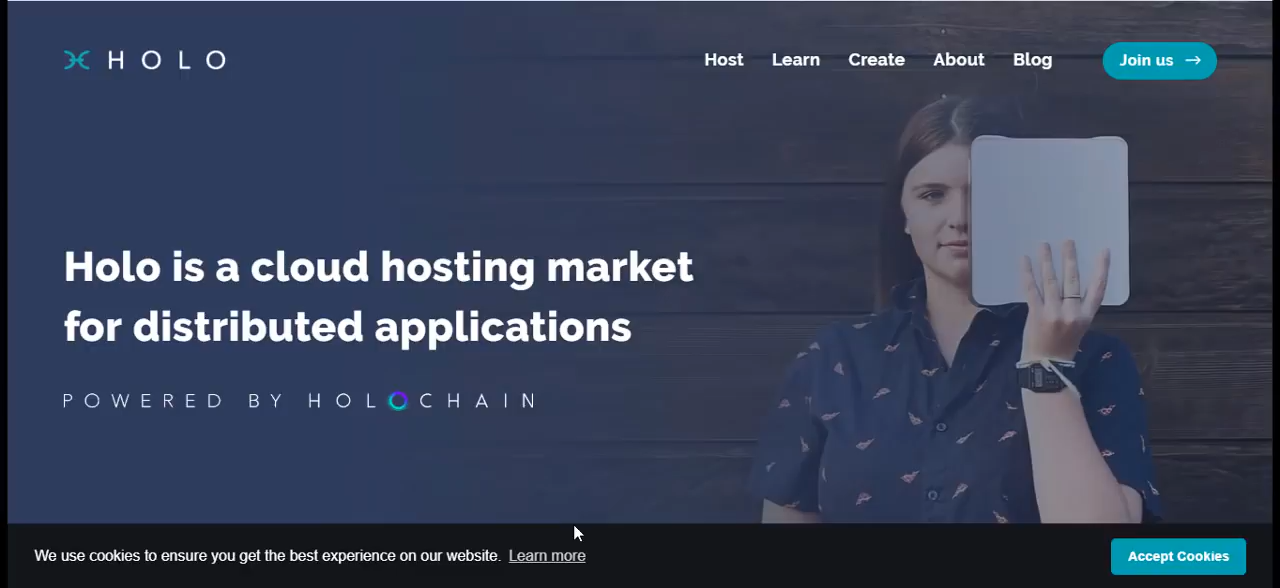 HOLO
Host Learn Create About Blog Join us →
Holo is a cloud hosting market
for distributed applications
POWERED BY HOLOCHAIN
We use cookies to ensure you get the best experience on our website. Learn more
Accept Cookies